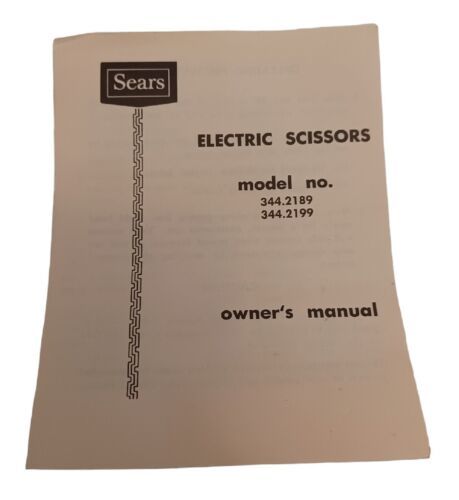 Sears
ELECTRIC SCISSORS
model no.
344.2189
344.2199
owner's manual